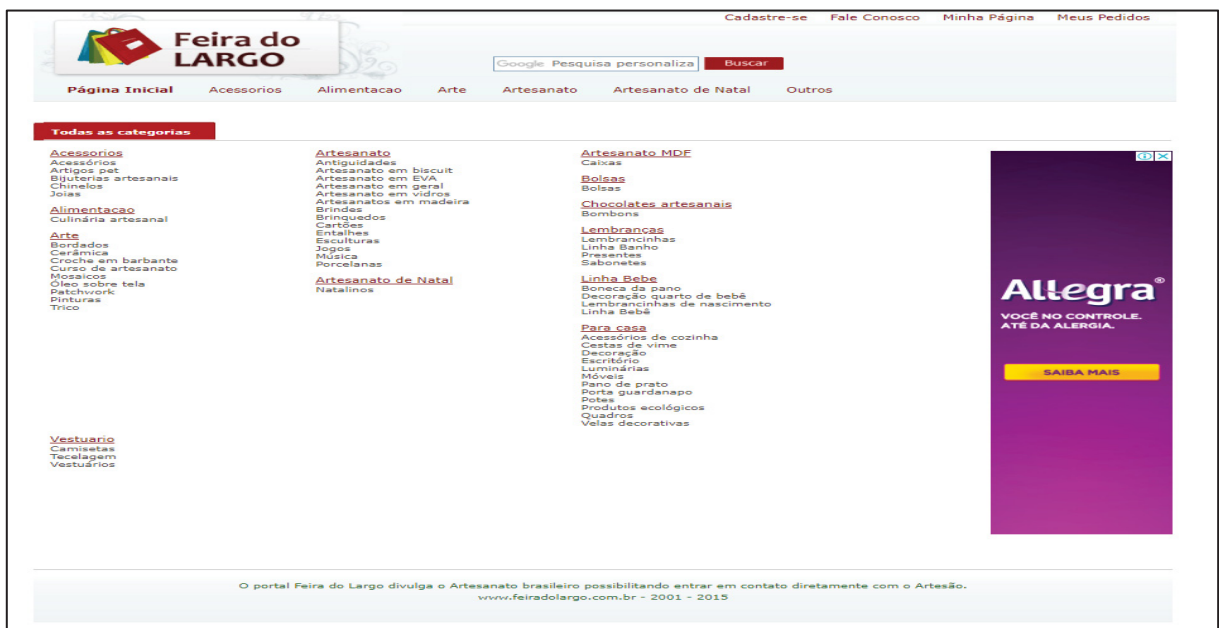 Cadastre-se Fale Conosco Minha Página Meus Pedidos
Feira do
LARGO
Google Pesquisa personaliza Buscar
Página Inicial Acessorios Alimentacao Arte Artesanato Artesanato de Natal Outros
Todas as categorias
Acessorios
Acessórios
Artigos pet
Bijuterias artesanais
Chinelos
Joias
Alimentacao
Culinária artesanal
Arte
Bordados
Cerâmica
Croche em barbante
Curso de artesanato
Mosaicos
Óleo sobre tela
Patchwork
Pinturas
Trico
Artesanato
Antiguidades
Artesanato em biscuit
Artesanato em EVA
Artesanato em geral
Artesanato em vidros
Artesanatos em madeira
Brindes
Brinquedos
Cartões
Entalhes
Esculturas
Jogos
Música
Porcelanas
Artesanato de Natal
Natalinos
Artesanato MDF
Caixas
Bolsas
Bolsas
Chocolates artesanais
Bombons
Lembranças
Lembrancinhas
Linha Banho
Presentes
Sabonetes
Linha Bebe
Boneca da pano
Decoração quarto de bebê
Lembrancinhas de nascimento
Linha Bebê
Para casa
Acessórios de cozinha
Cestas de vime
Decoração
Escritório
Luminárias
Móveis
Pano de prato
Porta guardanapo
Potes
Produtos ecológicos
Quadros
Velas decorativas
Vestuario
Camisetas
Tecelagem
Vestuários
Allegra®
VOCÊ NO CONTROLE.
ATÉ DA ALERGIA.
SAIBA MAIS
O portal Feira do Largo divulga o Artesanato brasileiro possibilitando entrar em contato diretamente com o Artesão.
www.feiradolargo.com.br - 2001 - 2015